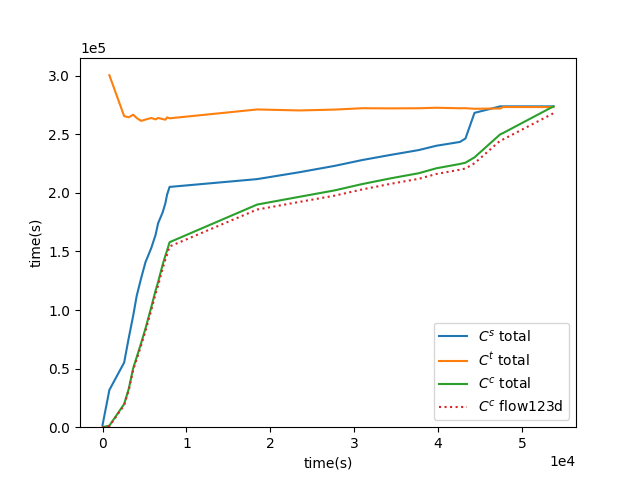 1e5
3.0
2.5
2.0
1.5
1.0
0.5
0.0
time(s)
0 1 2 3 4 5
time(s)
1e4
C^s total
C^t total
C^c total
C^c flow123d